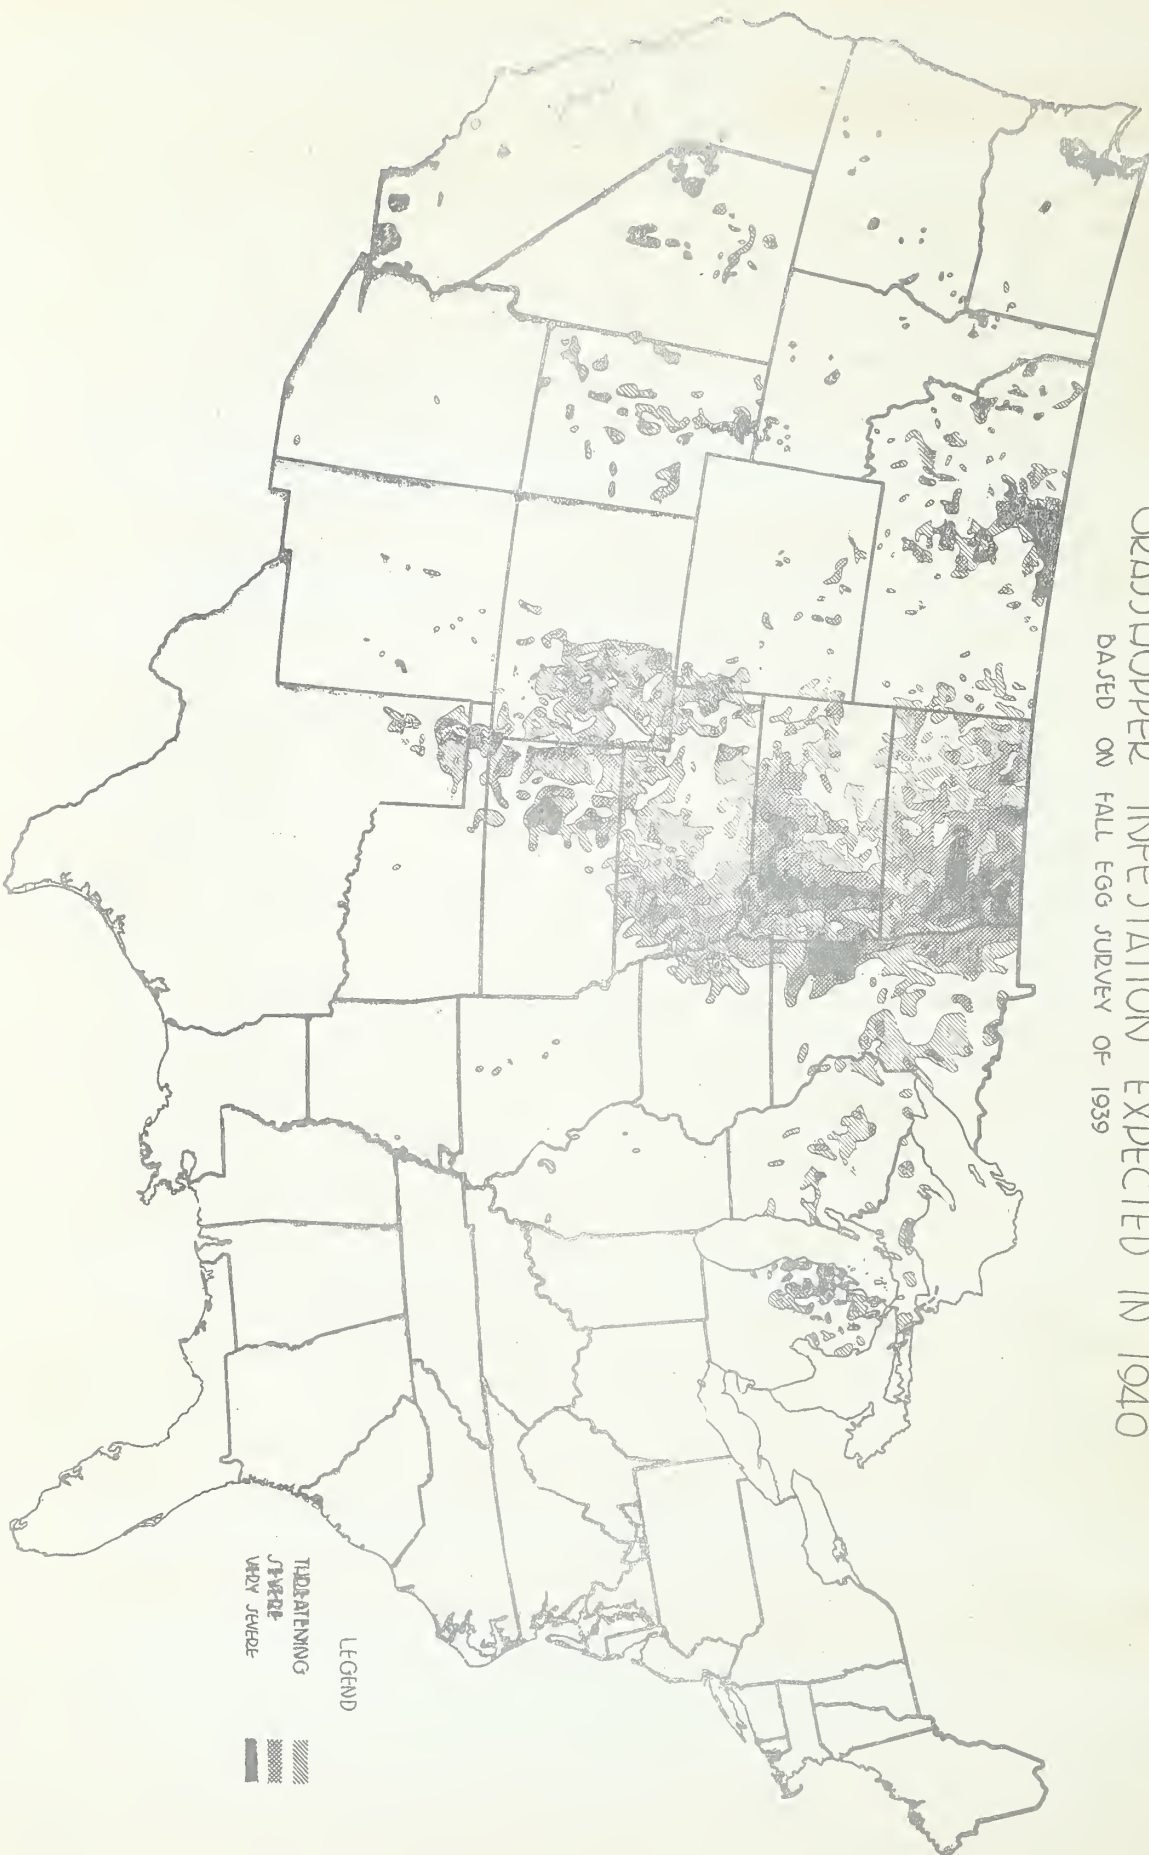 GRASSHOPPER INFESTATION EXPECTED IN 1940
BASED ON FALL EGG SURVEY OF 1939
LEGEND
THREATENING
SEVERE
VERY SEVERE